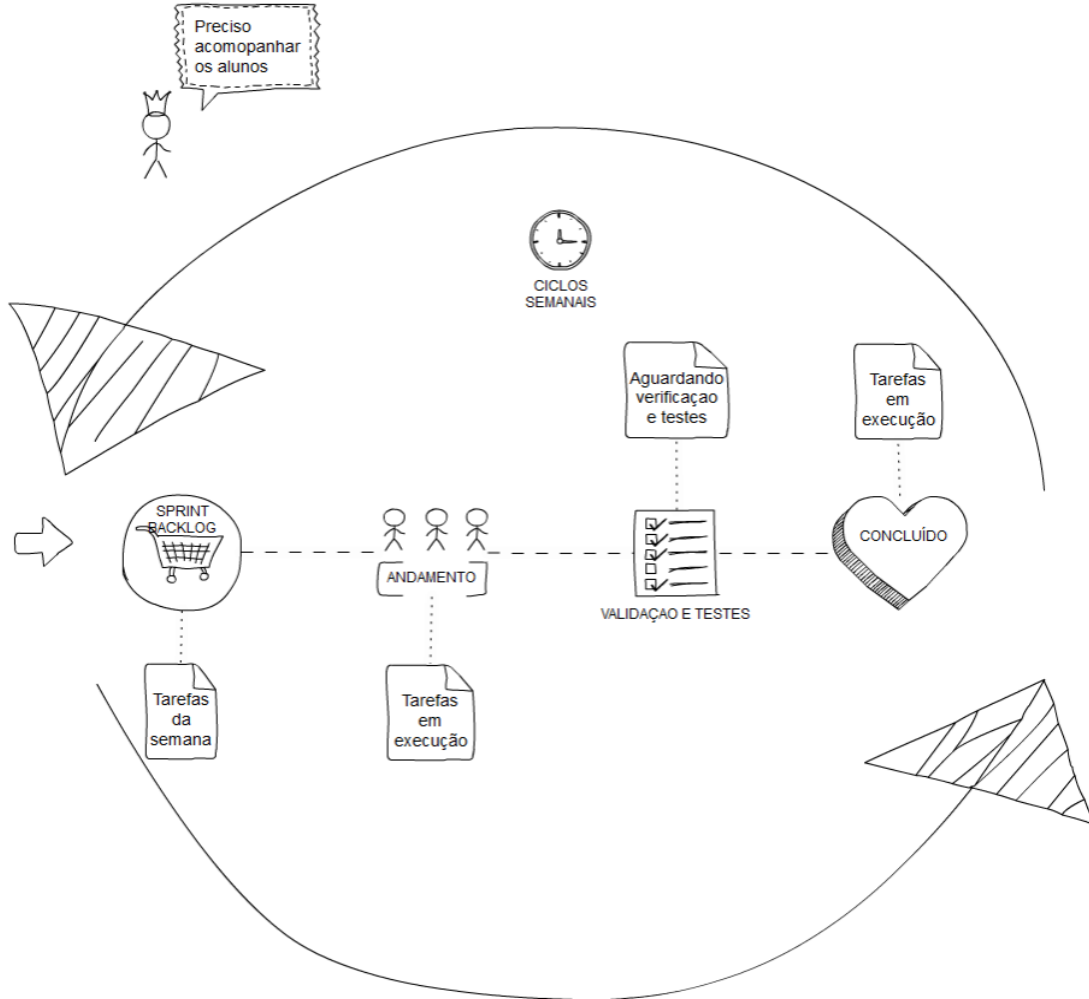 Preciso
acomopanhar
os alunos
CICLOS
SEMANAIS
Aguardando
verificaçao
e testes
Tarefas
em
execução
SPRINT
BACKLOG
ANDAMENTO
VALIDAÇAO E TESTES
CONCLUÍDO
Tarefas
da
semana
Tarefas
em
execução